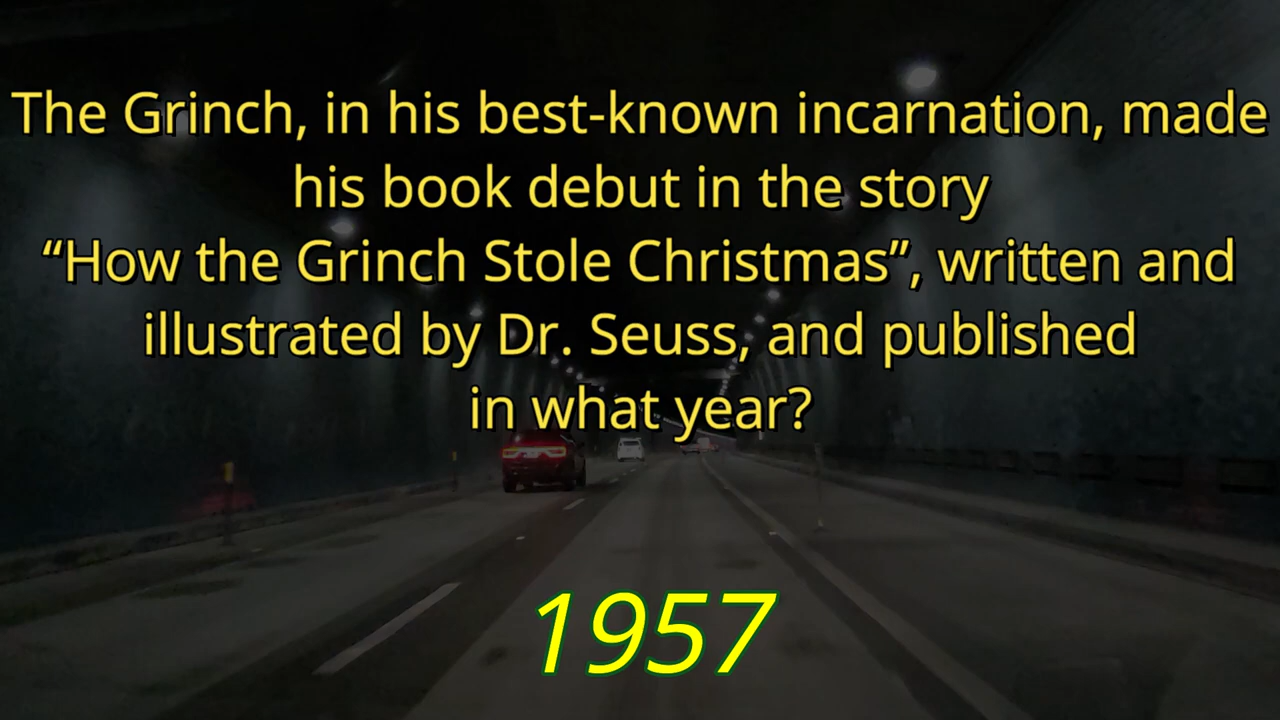 The Grinch, in his best-known incarnation, made
his book debut in the story
“How the Grinch Stole Christmas”, written and
illustrated by Dr. Seuss, and published
in what year?
1957